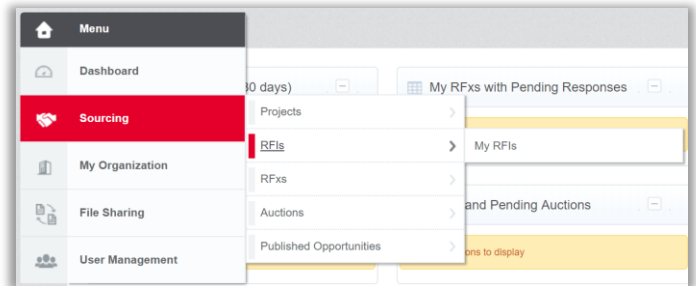 Menu
Dashboard
Sourcing
My Organization
File Sharing
User Management
30 days)
Projects
RFIs
RFxs
Auctions
Published Opportunities
My RFxs with Pending Responses
My RFIs
and Pending Auctions
ons to display